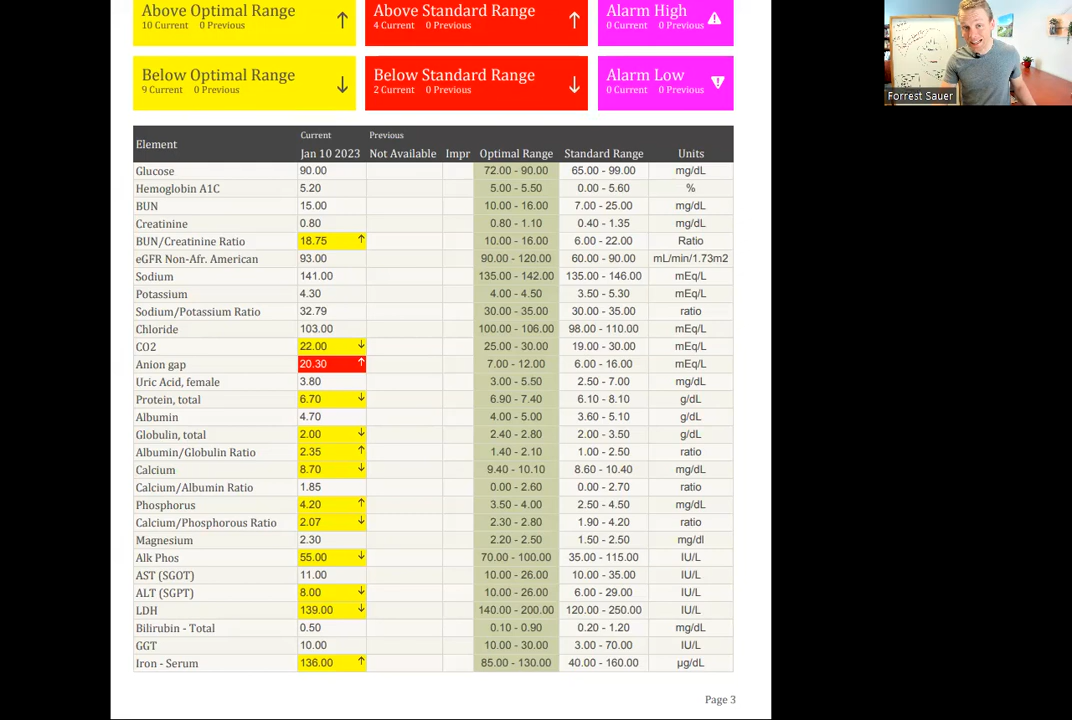 Above Optimal Range ↑
10 Current 0 Previous
Above Standard Range ↑
4 Current 0 Previous
Alarm High
0 Current 0 Previous
Below Optimal Range ↓
9 Current 0 Previous
Below Standard Range ↓
2 Current 0 Previous
Alarm Low
0 Current 0 Previous
Forrest Sauer
Current Previous
Element Jan 10 2023 Not Available Impr Optimal Range Standard Range Units
Glucose 90.00 72.00 - 90.00 65.00 - 99.00 mg/dL
Hemoglobin A1C 5.20 5.00 - 5.50 0.00 - 5.60 %
BUN 15.00 10.00 - 16.00 7.00 - 25.00 mg/dL
Creatinine 0.80 0.80 - 1.10 0.40 - 1.35 mg/dL
BUN/Creatinine Ratio 18.75 ↑ 10.00 - 16.00 6.00 - 22.00 Ratio
eGFR Non-Afr. American 93.00 90.00 - 120.00 60.00 - 90.00 mL/min/1.73m2
Sodium 141.00 135.00 - 142.00 135.00 - 146.00 mEq/L
Potassium 4.30 4.00 - 4.50 3.50 - 5.30 mEq/L
Sodium/Potassium Ratio 32.79 30.00 - 35.00 30.00 - 35.00 ratio
Chloride 103.00 100.00 - 106.00 98.00 - 110.00 mEq/L
CO2 22.00 ↓ 25.00 - 30.00 19.00 - 30.00 mEq/L
Anion gap 20.30 ↑ 7.00 - 12.00 6.00 - 16.00 mEq/L
Uric Acid, female 3.80 3.00 - 5.50 2.50 - 7.00 mg/dL
Protein, total 6.70 ↓ 6.90 - 7.40 6.10 - 8.10 g/dL
Albumin 4.70 4.00 - 5.00 3.60 - 5.10 g/dL
Globulin, total 2.00 ↓ 2.40 - 2.80 2.00 - 3.50 g/dL
Albumin/Globulin Ratio 2.35 ↑ 1.40 - 2.10 1.00 - 2.50 ratio
Calcium 8.70 ↓ 9.40 - 10.10 8.60 - 10.40 mg/dL
Calcium/Albumin Ratio 1.85 0.00 - 2.60 0.00 - 2.70 ratio
Phosphorus 4.20 ↑ 3.50 - 4.00 2.50 - 4.50 mg/dL
Calcium/Phosphorous Ratio 2.07 ↓ 2.30 - 2.80 1.90 - 4.20 ratio
Magnesium 2.30 2.20 - 2.50 1.50 - 2.50 mg/dl
Alk Phos 55.00 ↓ 70.00 - 100.00 35.00 - 115.00 IU/L
AST (SGOT) 11.00 10.00 - 26.00 10.00 - 35.00 IU/L
ALT (SGPT) 8.00 ↓ 10.00 - 26.00 6.00 - 29.00 IU/L
LDH 139.00 ↓ 140.00 - 200.00 120.00 - 250.00 IU/L
Bilirubin - Total 0.50 0.10 - 0.90 0.20 - 1.20 mg/dL
GGT 10.00 10.00 - 30.00 3.00 - 70.00 IU/L
Iron - Serum 136.00 ↑ 85.00 - 130.00 40.00 - 160.00 µg/dL
Page 3